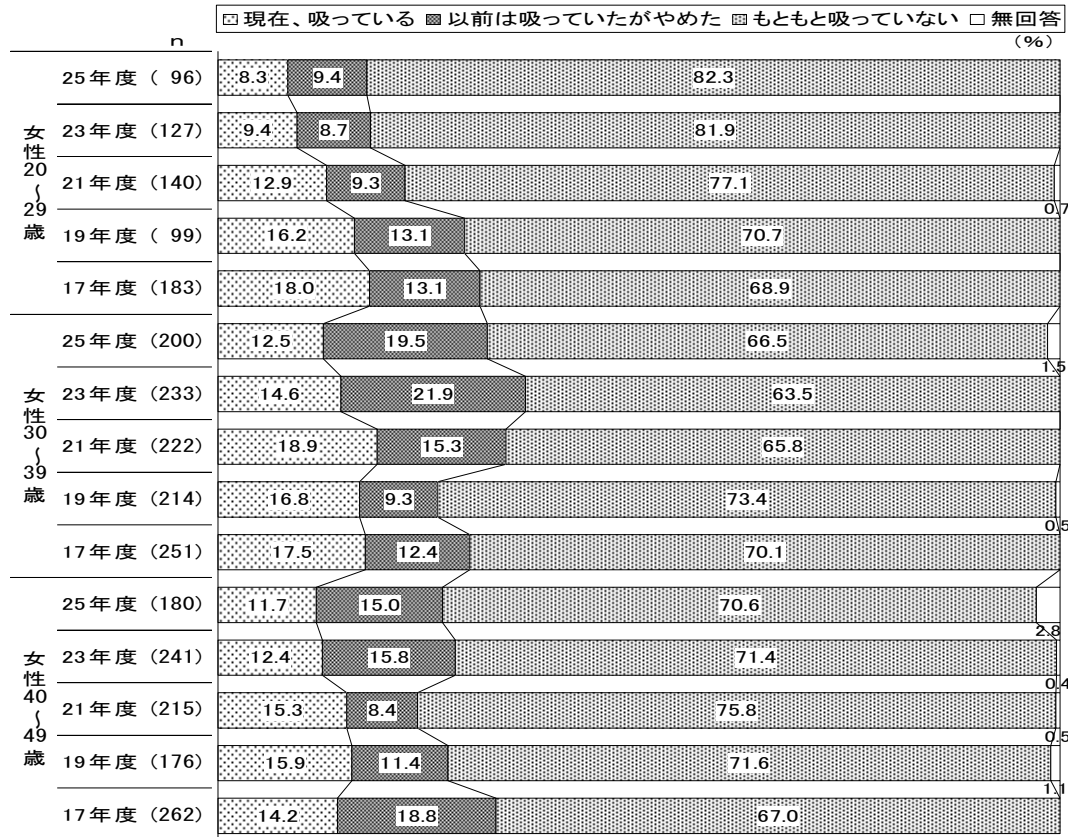 現在、吸っている 以前は吸っていたがやめた もともと吸っていない 無回答
n (%)
女性20～29歳
25年度 ( 96) 8.3 9.4 82.3
23年度 (127) 9.4 8.7 81.9
21年度 (140) 12.9 9.3 77.1 0.7
19年度 ( 99) 16.2 13.1 70.7
17年度 (183) 18.0 13.1 68.9
女性30～39歳
25年度 (200) 12.5 19.5 66.5 1.5
23年度 (233) 14.6 21.9 63.5
21年度 (222) 18.9 15.3 65.8
19年度 (214) 16.8 9.3 73.4 0.5
17年度 (251) 17.5 12.4 70.1
女性40～49歳
25年度 (180) 11.7 15.0 70.6 2.8
23年度 (241) 12.4 15.8 71.4 0.4
21年度 (215) 15.3 8.4 75.8 0.5
19年度 (176) 15.9 11.4 71.6 1.1
17年度 (262) 14.2 18.8 67.0